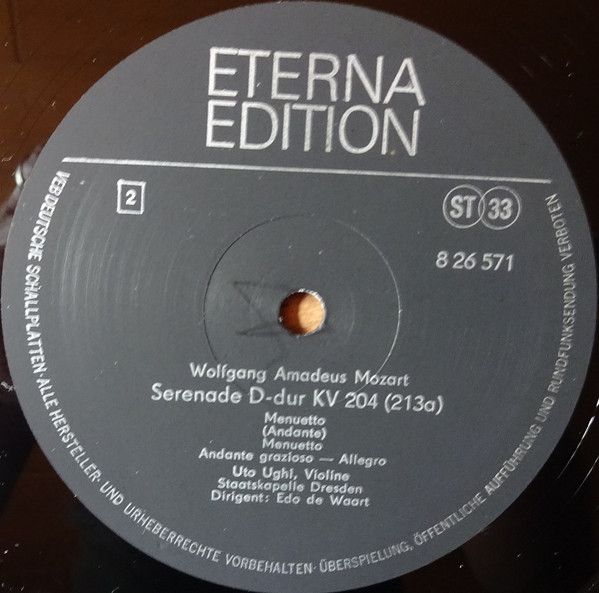 ETERNA
EDITION
2
ST 33
8 26 571
Wolfgang Amadeus Mozart
Serenade D-dur KV 204 (213a)
Menuetto
(Andante)
Menuetto
Andante grazioso — Allegro
Uto Ughi, Violine
Staatskapelle Dresden
Dirigent: Edo de Waart
VEB DEUTSCHE SCHALLPLATTEN · ALLE HERSTELLER- UND URHEBERRECHTE VORBEHALTEN · ÜBERSPIELUNG, ÖFFENTLICHE AUFFÜHRUNG UND RUNDFUNKSENDUNG VERBOTEN